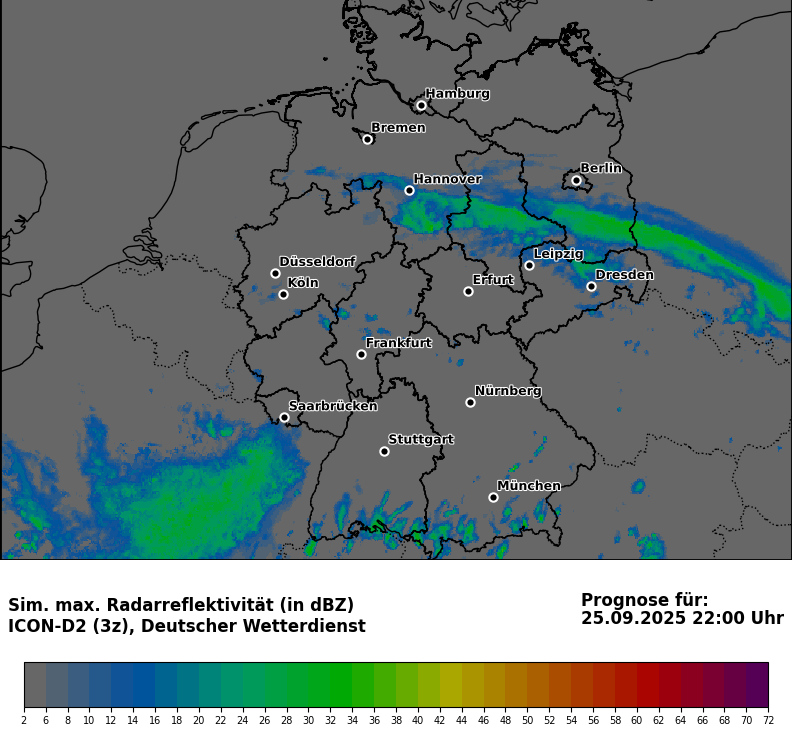 Hamburg
Bremen
Berlin
Hannover
Düsseldorf
Leipzig
Köln
Erfurt
Dresden
Frankfurt
Nürnberg
Saarbrücken
Stuttgart
München
Sim. max. Radarreflektivität (in dBZ)
ICON-D2 (3z), Deutscher Wetterdienst
Prognose für:
25.09.2025 22:00 Uhr
2 6 8 10 12 14 16 18 20 22 24 26 28 30 32 34 36 38 40 42 44 46 48 50 52 54 56 58 60 62 64 66 68 70 72